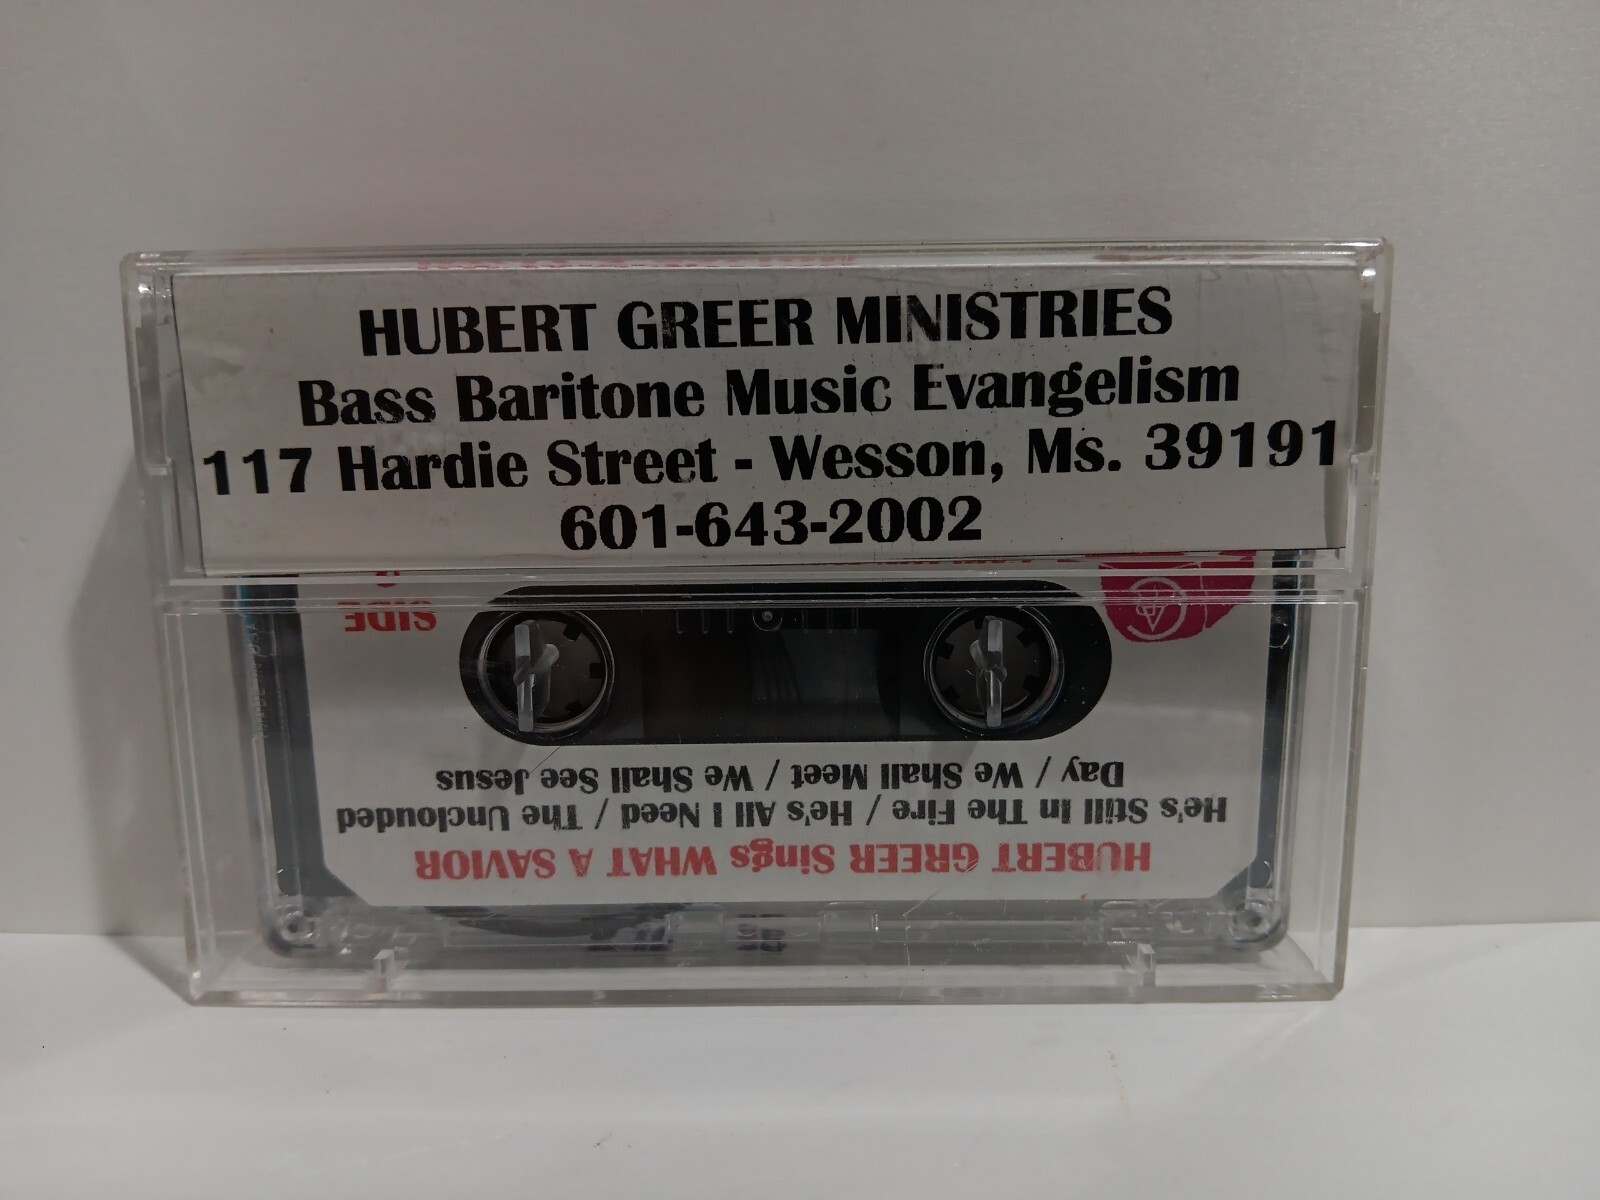 HUBERT GREER MINISTRIES
Bass Baritone Music Evangelism
117 Hardie Street - Wesson, Ms. 39191
601-643-2002
HUBERT GREER Sings WHAT A SAVIOR
He's Still In The Fire / He's All I Need / The Unclouded
Day / We Shall Meet / We Shall See Jesus
SIDE